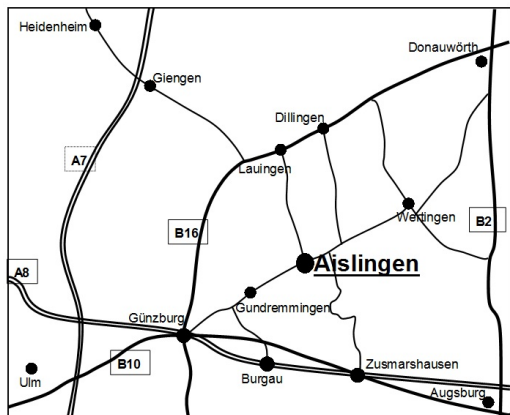 Heidenheim
Donauwörth
Giengen
Dillingen
A7
Lauingen
Wertingen
B16
B2
Aislingen
A8
Gundremmingen
Günzburg
B10
Zusmarshausen
Ulm
Burgau
Augsburg